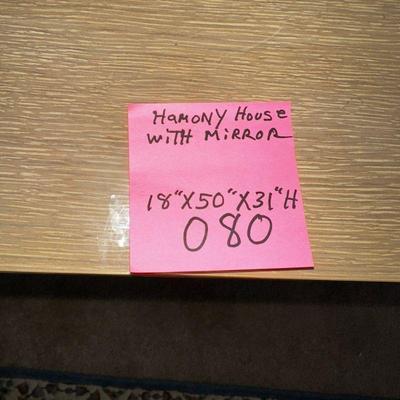 HaMONY House
WITH MIRROR
18"X50"X31"H
080